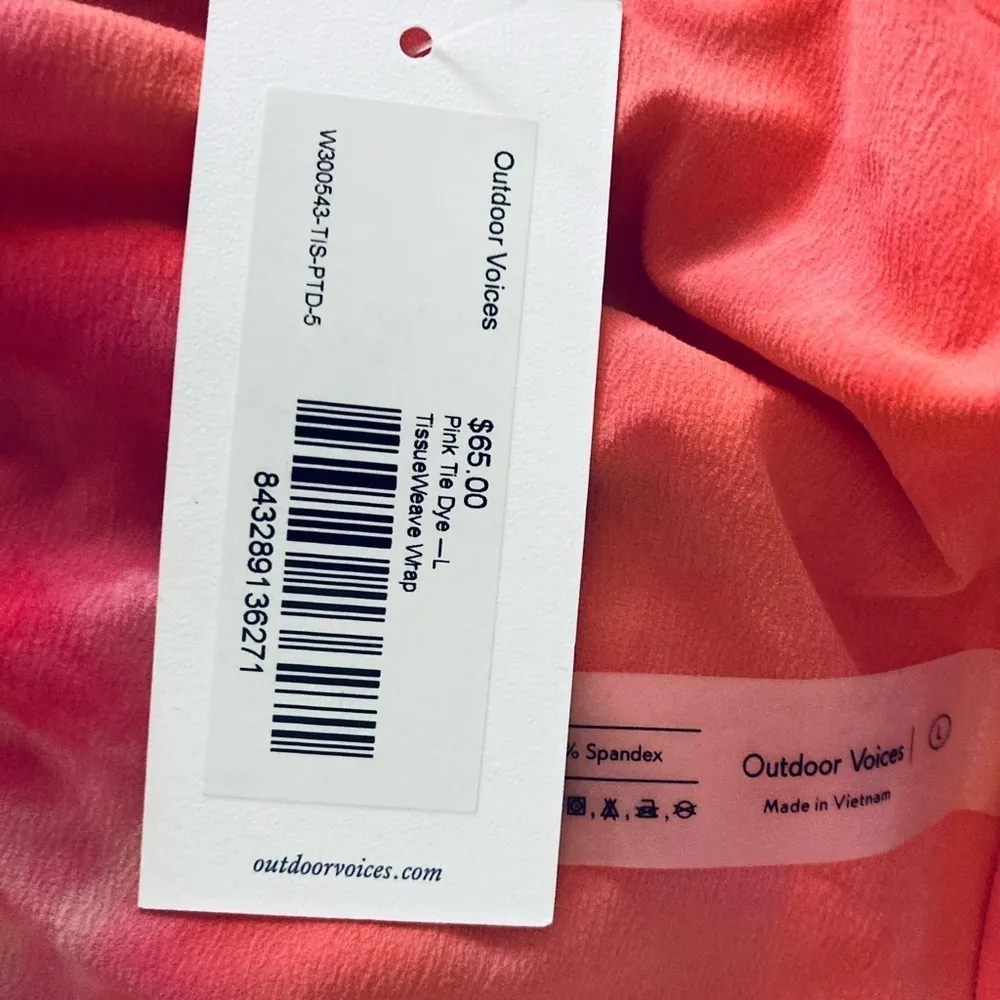 Outdoor Voices
W300543-TIS-PTD-5
$65.00
Pink Tie Dye —L
TissueWeave Wrap
843289136271
outdoorvoices.com
% Spandex
Outdoor Voices | L
Made in Vietnam